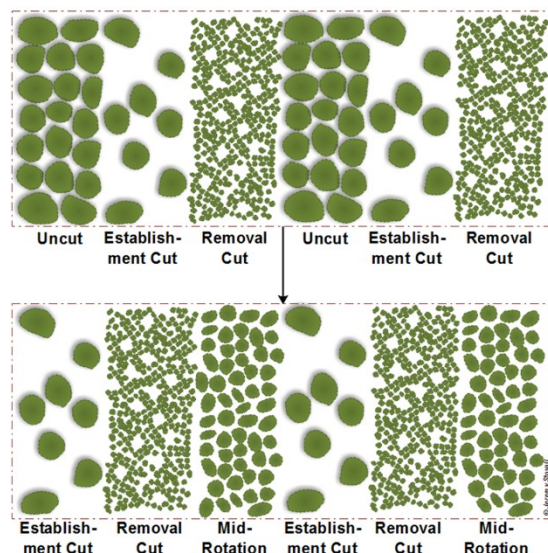 Uncut Establish- Removal Uncut Establish- Removal
ment Cut Cut ment Cut Cut
Establish- Removal Mid- Establish- Removal Mid-
ment Cut Cut Rotation ment Cut Cut Rotation